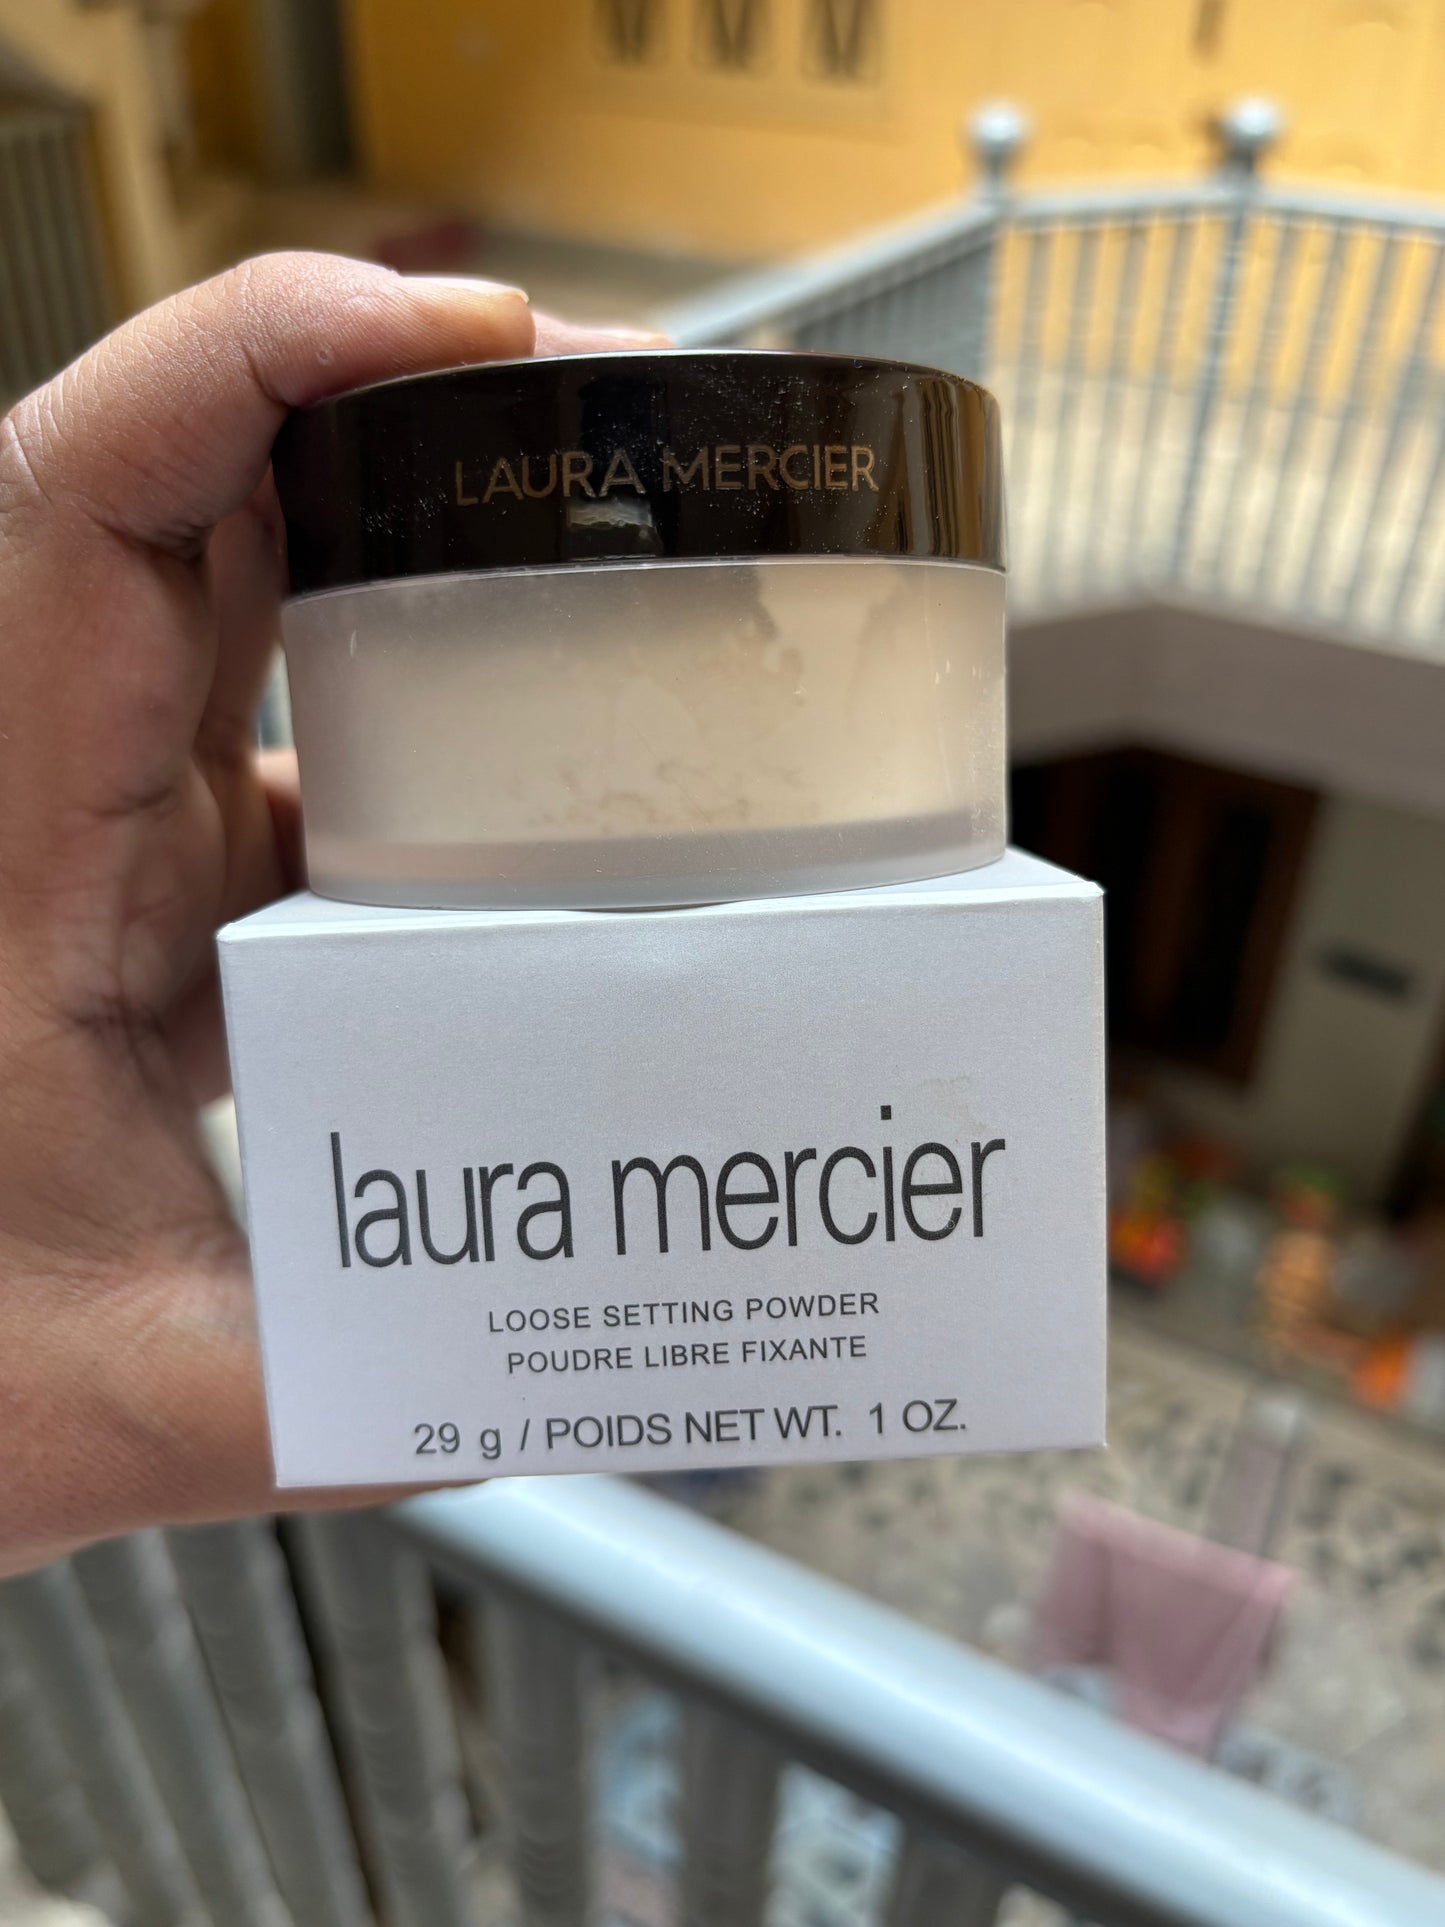 LAURA MERCIER
laura mercier
LOOSE SETTING POWDER
POUDRE LIBRE FIXANTE
29 g / POIDS NET WT. 1 OZ.